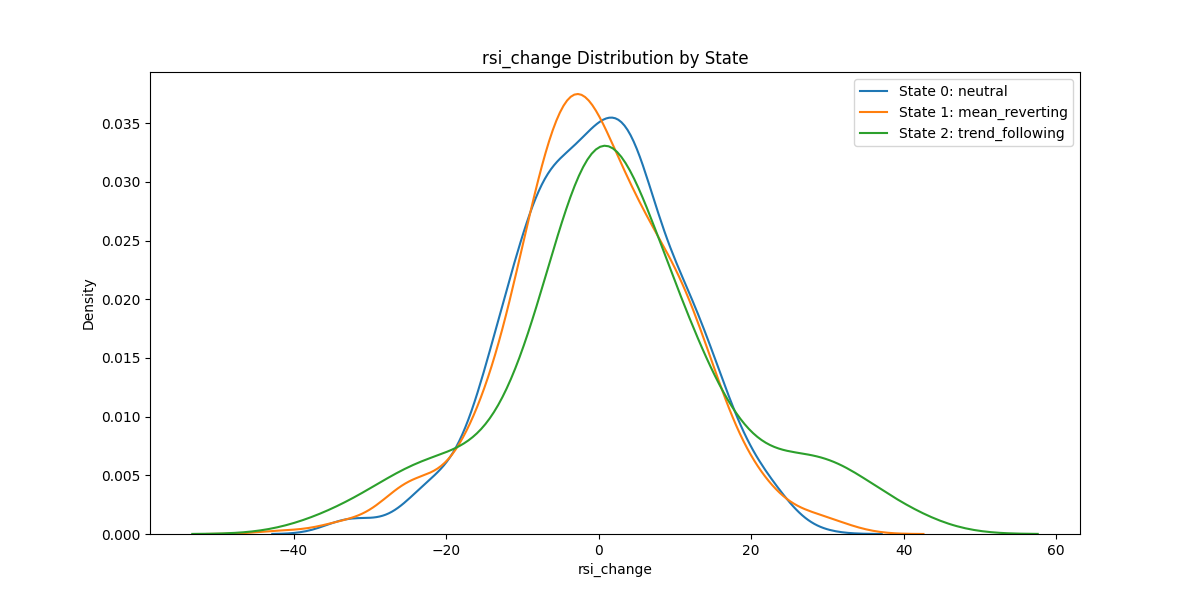 rsi_change Distribution by State
State 0: neutral
State 1: mean_reverting
State 2: trend_following
Density
0.035
0.030
0.025
0.020
0.015
0.010
0.005
0.000
−40
−20
0
20
40
60
rsi_change